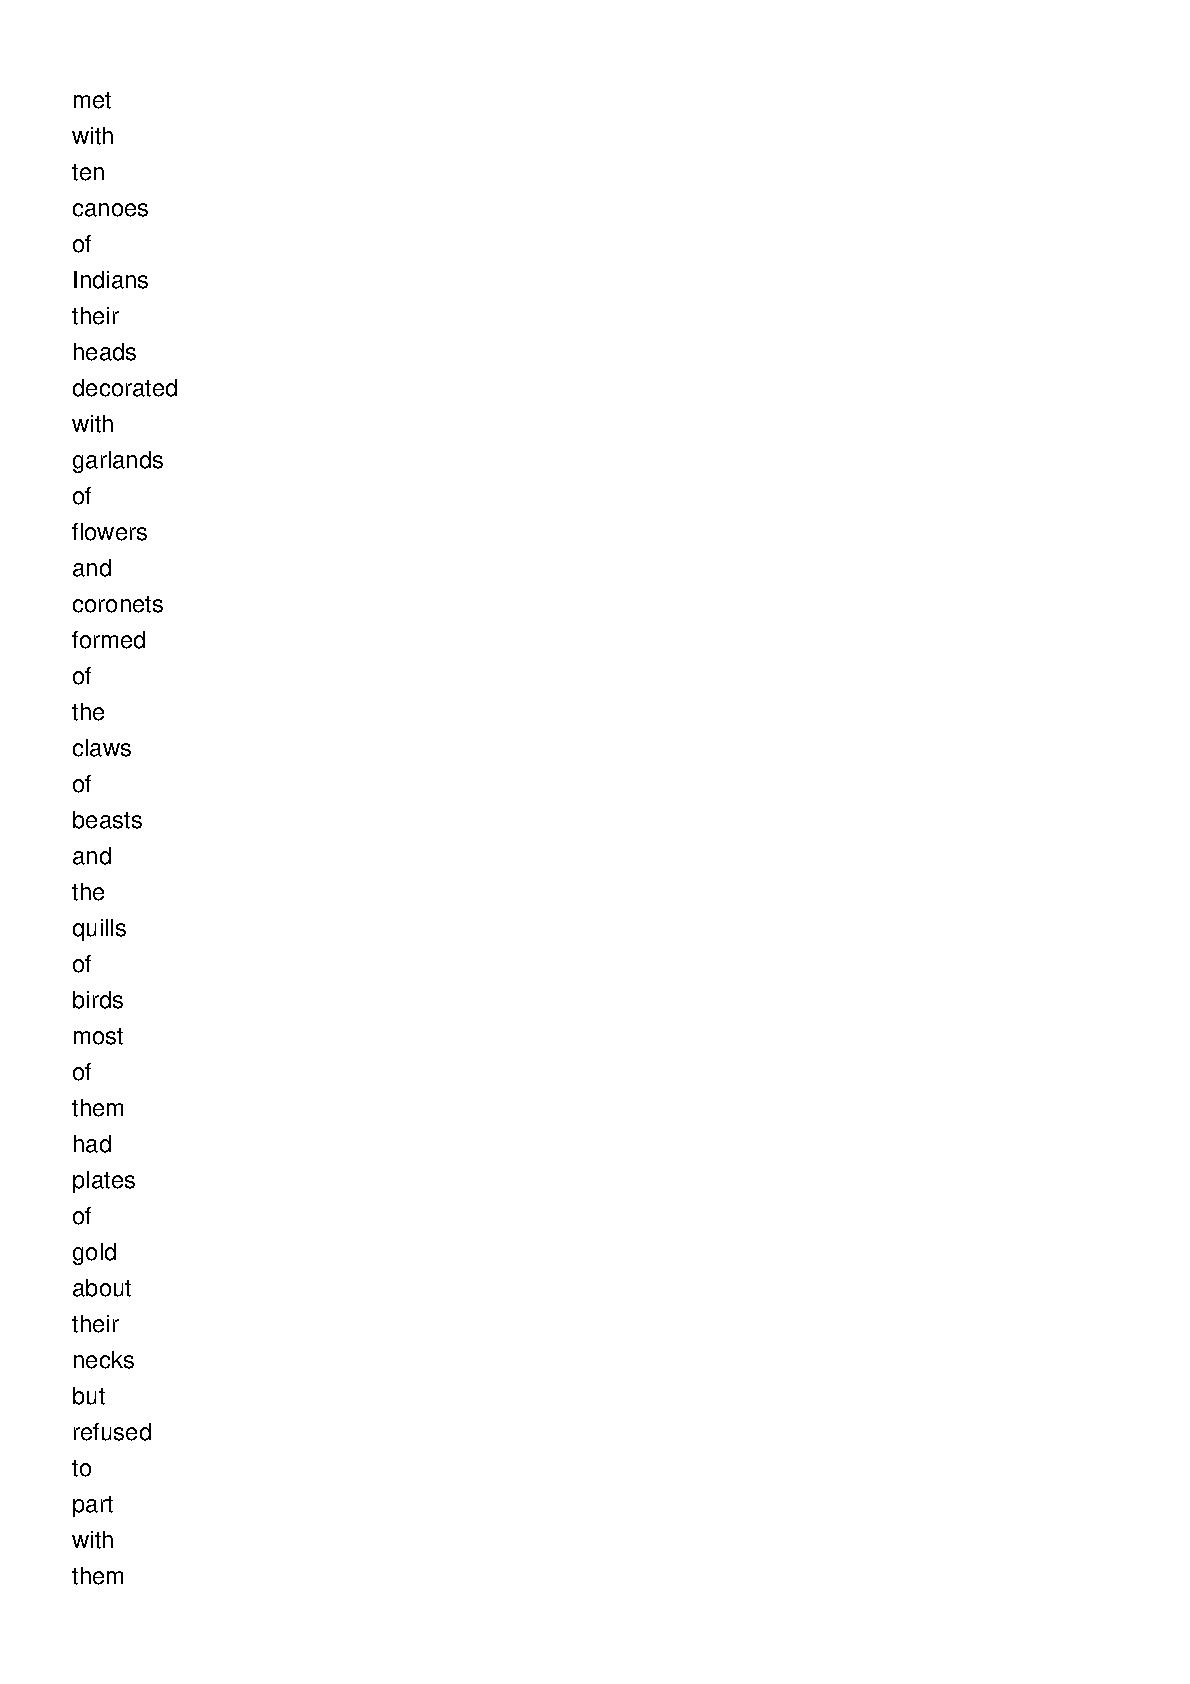 met
with
ten
canoes
of
Indians
their
heads
decorated
with
garlands
of
flowers
and
coronets
formed
of
the
claws
of
beasts
and
the
quills
of
birds
most
of
them
had
plates
of
gold
about
their
necks
but
refused
to
part
with
them